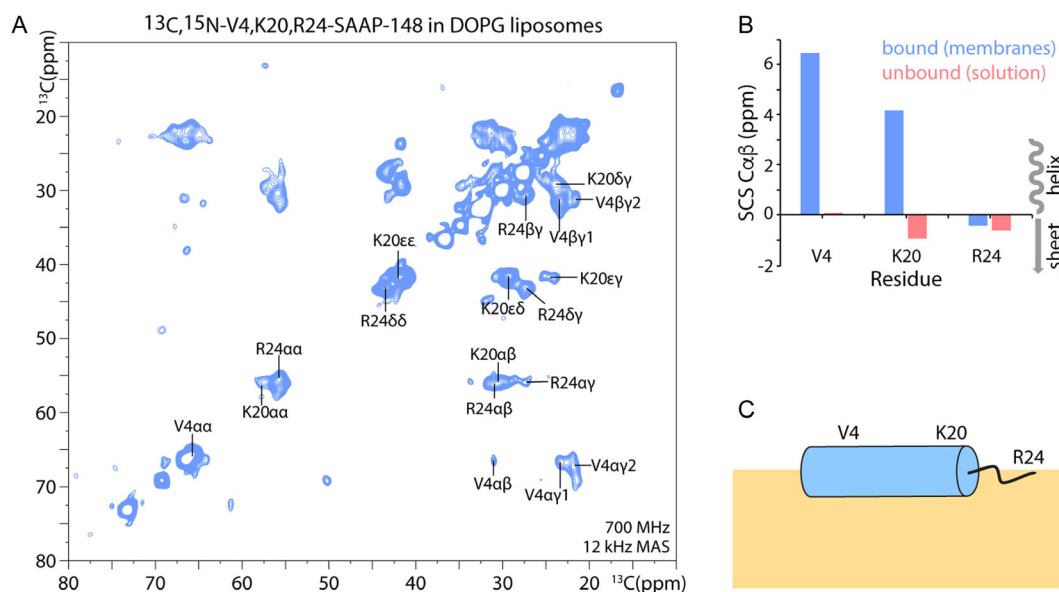 A
¹³C,¹⁵N-V4,K20,R24-SAAP-148 in DOPG liposomes
¹³C(ppm)
20
30
40
50
60
70
80
K20δγ
V4βγ2
R24βγ
V4βγ1
K20εε
K20εγ
R24δδ
K20εδ
R24δγ
R24αα
K20αβ
R24αγ
K20αα
R24αβ
V4αα
V4αγ2
V4αβ
V4αγ1
700 MHz
12 kHz MAS
80
70
60
50
40
30
20
¹³C(ppm)
B
bound (membranes)
unbound (solution)
SCS Cαβ (ppm)
6
4
2
0
-2
V4
K20
R24
Residue
helix
sheet
C
V4
K20
R24